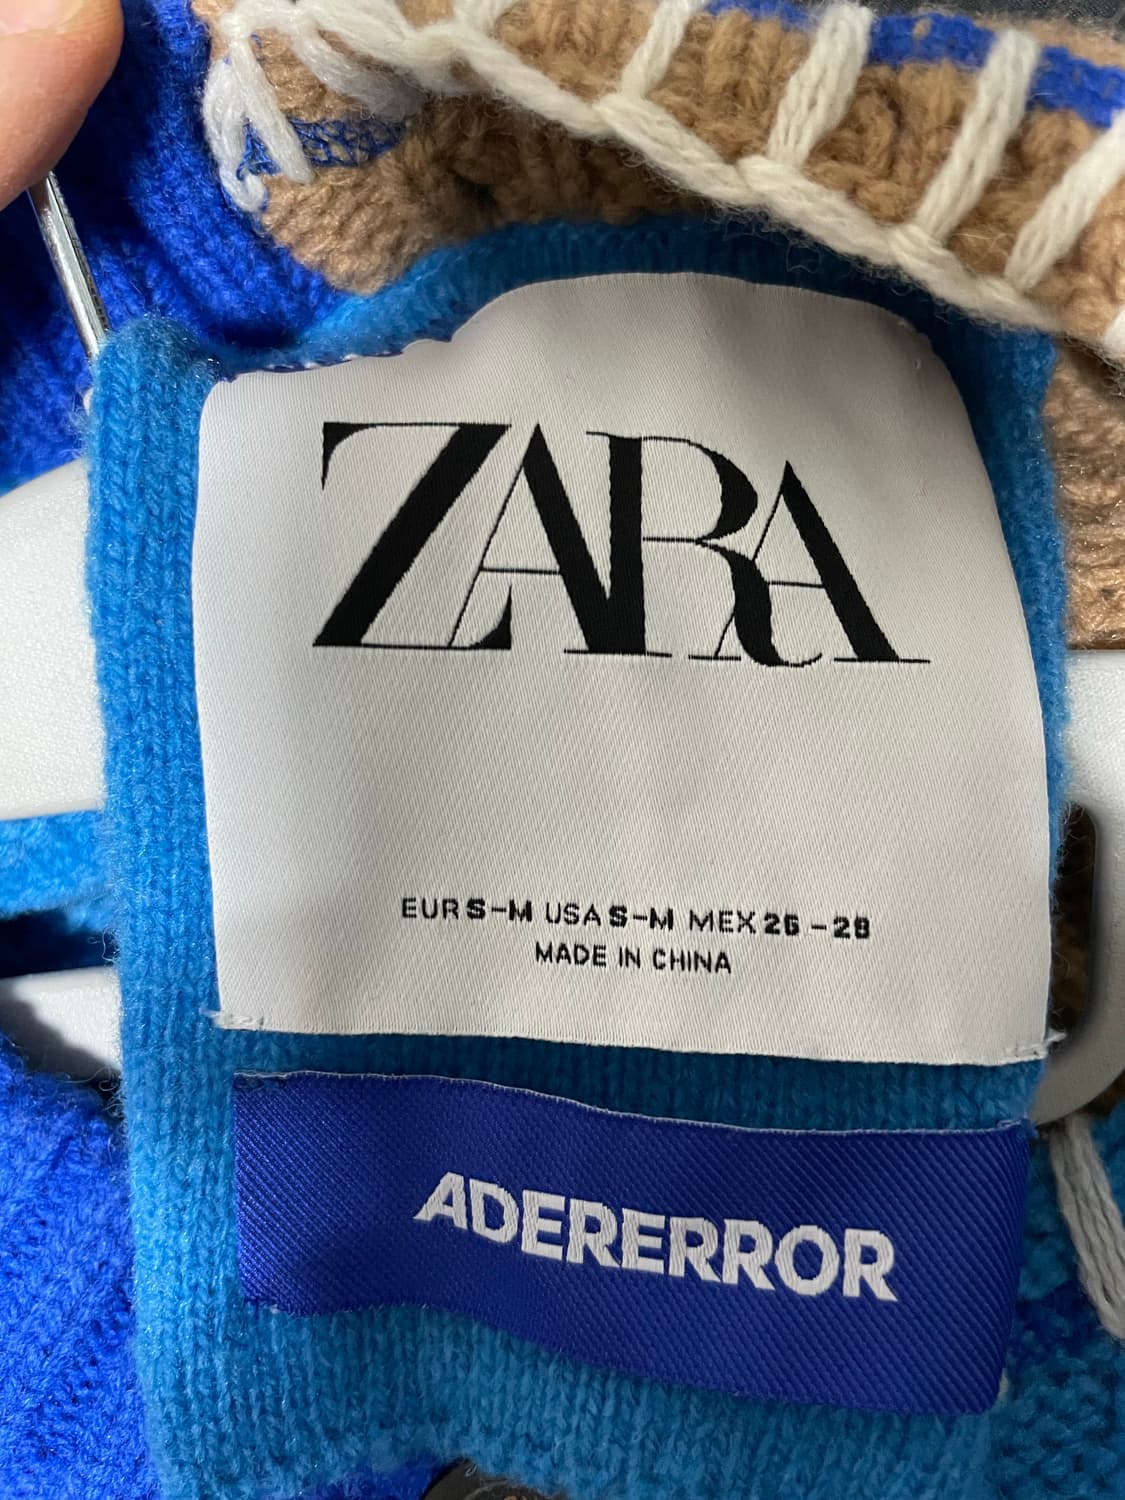 ZARA
EUR S-M USA S-M MEX 26-28
MADE IN CHINA
ADERERROR